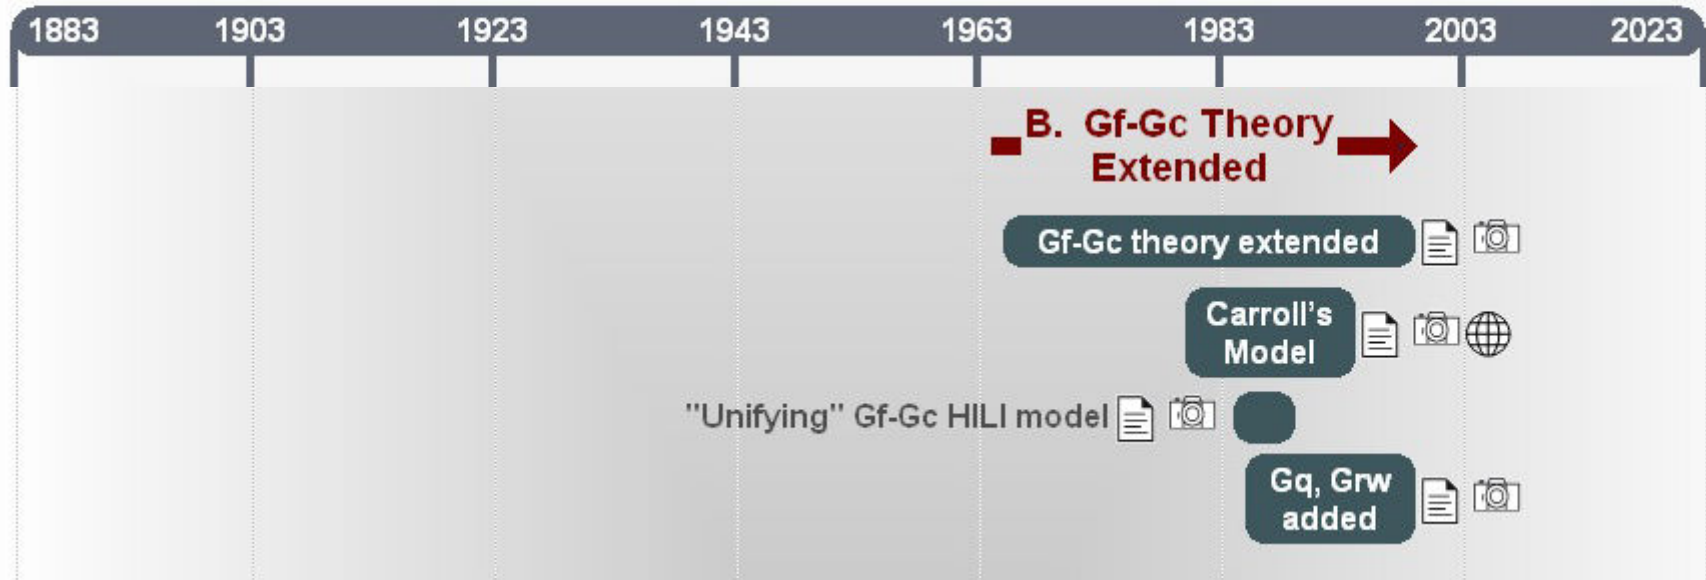 1883 1903 1923 1943 1963 1983 2003 2023
B. Gf-Gc Theory
Extended
Gf-Gc theory extended
Carroll's
Model
"Unifying" Gf-Gc HILI model
Gq, Grw
added